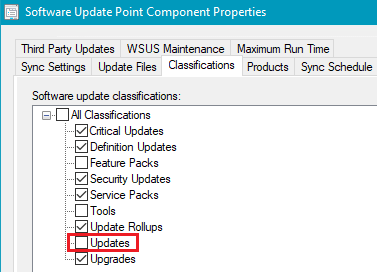 Software Update Point Component Properties
Third Party Updates WSUS Maintenance Maximum Run Time
Sync Settings Update Files Classifications Products Sync Schedule
Software update classifications:
All Classifications
Critical Updates
Definition Updates
Feature Packs
Security Updates
Service Packs
Tools
Update Rollups
Updates
Upgrades